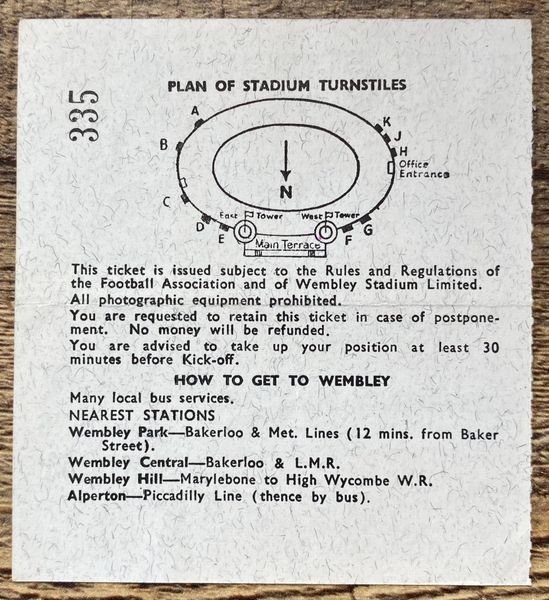 335
PLAN OF STADIUM TURNSTILES
A
K
J
B
H
Office
Entrance
N
C
East Tower
West Tower
D
G
E
F
Main Terrace
This ticket is issued subject to the Rules and Regulations of
the Football Association and of Wembley Stadium Limited.
All photographic equipment prohibited.
You are requested to retain this ticket in case of postpone-
ment. No money will be refunded.
You are advised to take up your position at least 30
minutes before Kick-off.
HOW TO GET TO WEMBLEY
Many local bus services.
NEAREST STATIONS
Wembley Park—Bakerloo & Met. Lines (12 mins. from Baker
Street).
Wembley Central—Bakerloo & L.M.R.
Wembley Hill—Marylebone to High Wycombe W.R.
Alperton—Piccadilly Line (thence by bus).